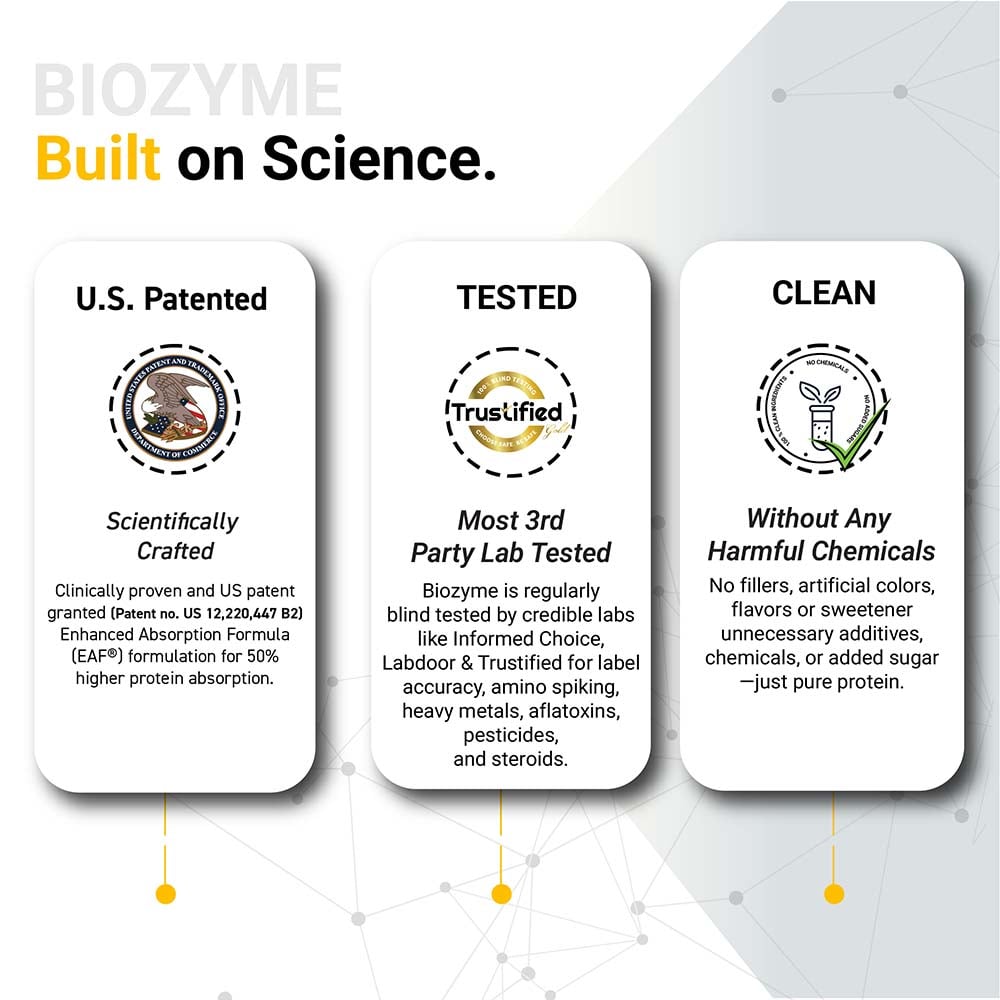 BIOZYME
Built on Science.
U.S. Patented
UNITED STATES PATENT AND TRADEMARK OFFICE
DEPARTMENT OF COMMERCE
Scientifically
Crafted
Clinically proven and US patent
granted (Patent no. US 12,220,447 B2)
Enhanced Absorption Formula
(EAF®) formulation for 50%
higher protein absorption.
TESTED
100% BLIND TESTING
Trustified
CHOOSE SAFE. BE SAFE
Gold
Most 3rd
Party Lab Tested
Biozyme is regularly
blind tested by credible labs
like Informed Choice,
Labdoor & Trustified for label
accuracy, amino spiking,
heavy metals, aflatoxins,
pesticides,
and steroids.
CLEAN
NO CHEMICALS
100% CLEAN INGREDIENTS
NO ADDED SUGARS
Without Any
Harmful Chemicals
No fillers, artificial colors,
flavors or sweetener
unnecessary additives,
chemicals, or added sugar
—just pure protein.